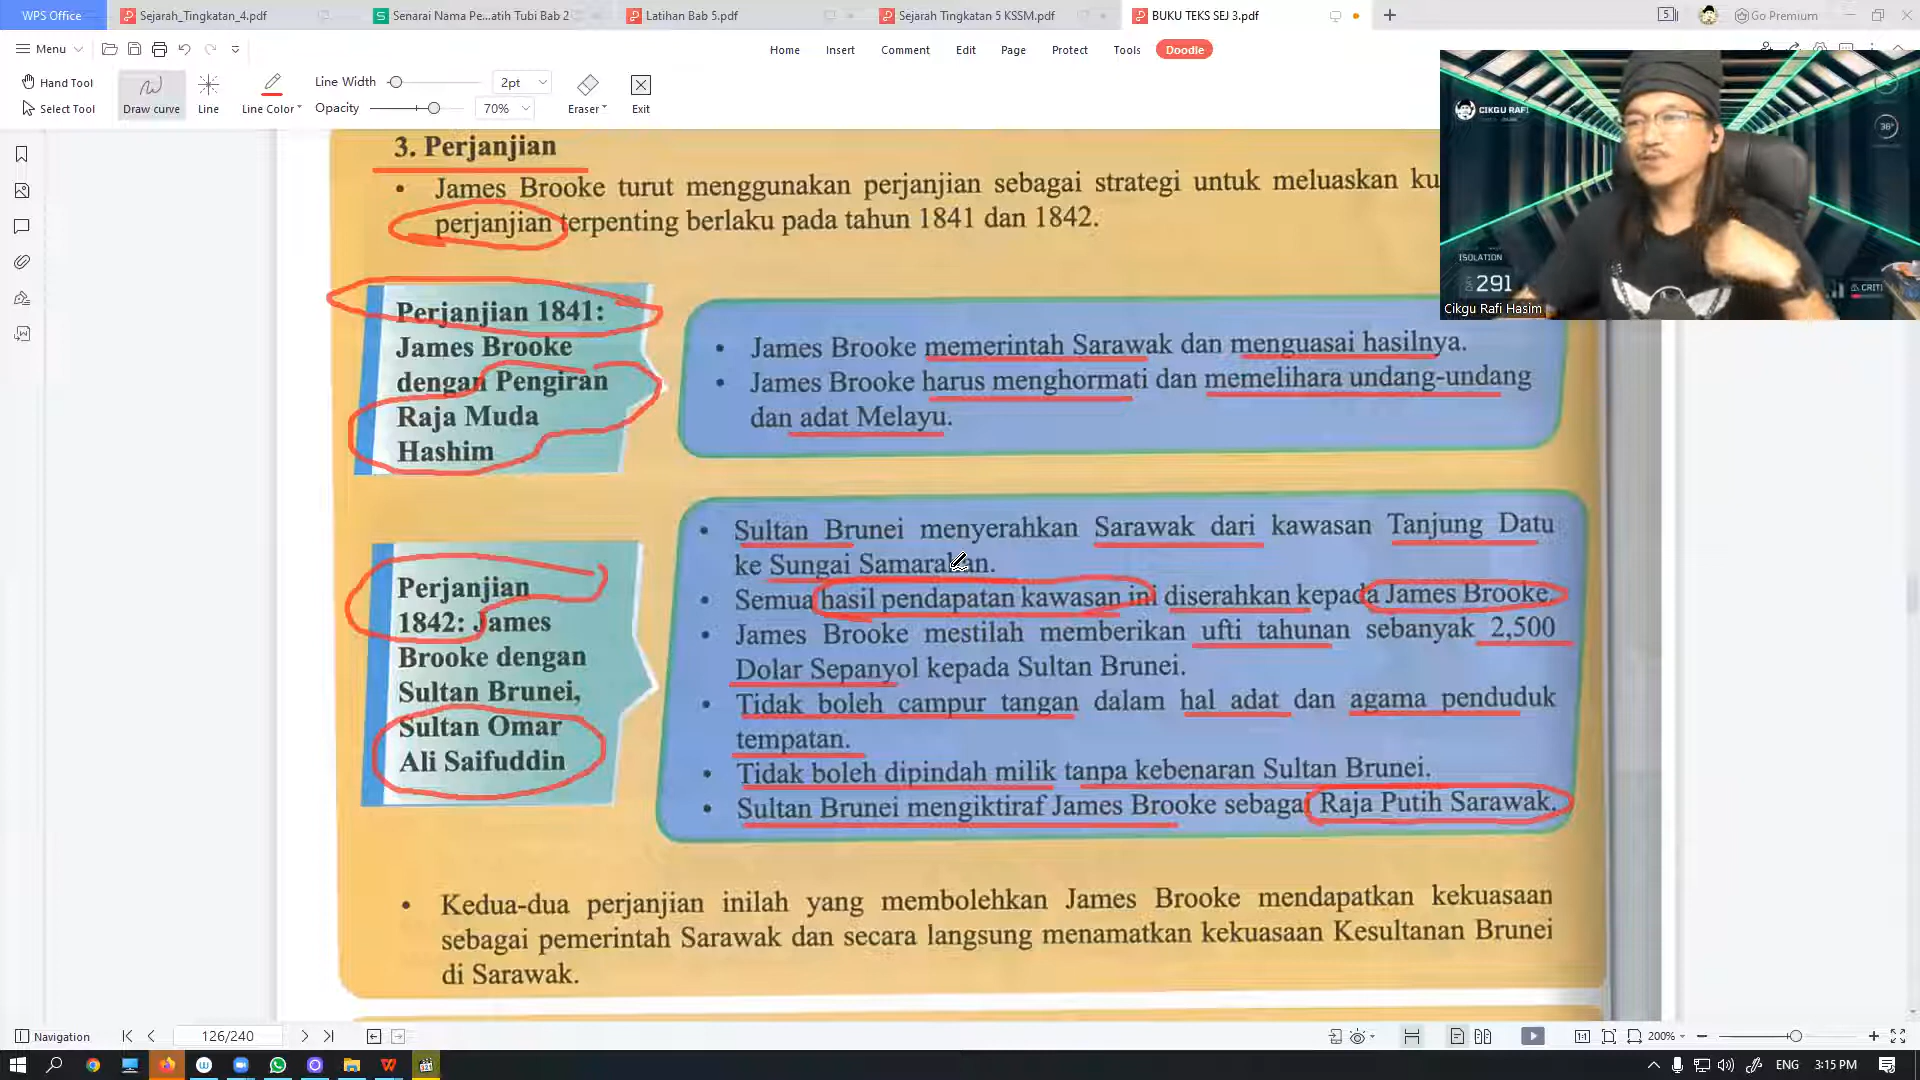 WPS Office
Sejarah_Tingkatan_4.pdf
Senarai Nama Pe...atih Tubi Bab 2
Latihan Bab 5.pdf
Sejarah Tingkatan 5 KSSM.pdf
BUKU TEKS SEJ 3.pdf
5
Go Premium
Menu
Home
Insert
Comment
Edit
Page
Protect
Tools
Doodle
Hand Tool
Select Tool
Draw curve
Line
Line Color
Line Width
2pt
Opacity
70%
Eraser
Exit
CIKGU RAFI
36°
ISOLATION
DAY 291
CRITI
Cikgu Rafi Hasim
3. Perjanjian
• James Brooke turut menggunakan perjanjian sebagai strategi untuk meluaskan ku
perjanjian terpenting berlaku pada tahun 1841 dan 1842.
Perjanjian 1841:
James Brooke
dengan Pengiran
Raja Muda
Hashim
• James Brooke memerintah Sarawak dan menguasai hasilnya.
• James Brooke harus menghormati dan memelihara undang-undang
dan adat Melayu.
Perjanjian
1842: James
Brooke dengan
Sultan Brunei,
Sultan Omar
Ali Saifuddin
• Sultan Brunei menyerahkan Sarawak dari kawasan Tanjung Datu
ke Sungai Samarahan.
• Semua hasil pendapatan kawasan ini diserahkan kepada James Brooke.
• James Brooke mestilah memberikan ufti tahunan sebanyak 2,500
Dolar Sepanyol kepada Sultan Brunei.
• Tidak boleh campur tangan dalam hal adat dan agama penduduk
tempatan.
• Tidak boleh dipindah milik tanpa kebenaran Sultan Brunei.
• Sultan Brunei mengiktiraf James Brooke sebagai Raja Putih Sarawak.
• Kedua-dua perjanjian inilah yang membolehkan James Brooke mendapatkan kekuasaan
sebagai pemerintah Sarawak dan secara langsung menamatkan kekuasaan Kesultanan Brunei
di Sarawak.
Navigation
126/240
200%
ENG
3:15 PM